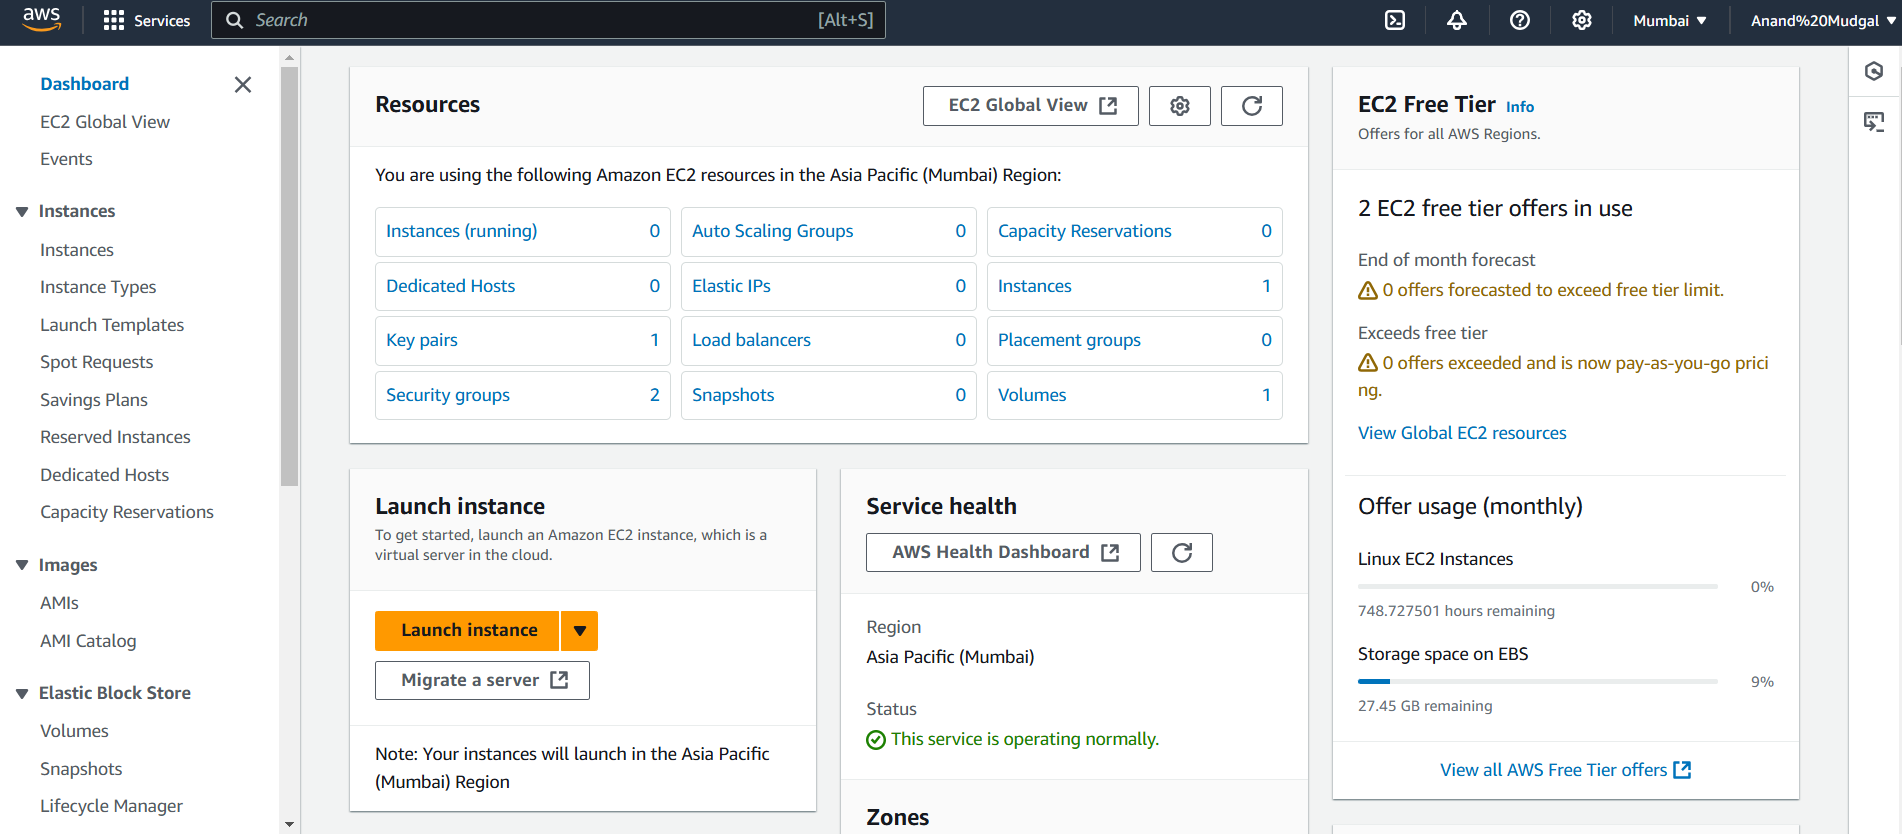 aws
Services
Search
[Alt+S]
Mumbai
Anand%20Mudgal
Dashboard
EC2 Global View
Events
Instances
Instances
Instance Types
Launch Templates
Spot Requests
Savings Plans
Reserved Instances
Dedicated Hosts
Capacity Reservations
Images
AMIs
AMI Catalog
Elastic Block Store
Volumes
Snapshots
Lifecycle Manager
Resources
EC2 Global View
You are using the following Amazon EC2 resources in the Asia Pacific (Mumbai) Region:
Instances (running) 0
Auto Scaling Groups 0
Capacity Reservations 0
Dedicated Hosts 0
Elastic IPs 0
Instances 1
Key pairs 1
Load balancers 0
Placement groups 0
Security groups 2
Snapshots 0
Volumes 1
Launch instance
To get started, launch an Amazon EC2 instance, which is a
virtual server in the cloud.
Launch instance
Migrate a server
Note: Your instances will launch in the Asia Pacific
(Mumbai) Region
Service health
AWS Health Dashboard
Region
Asia Pacific (Mumbai)
Status
This service is operating normally.
Zones
EC2 Free Tier Info
Offers for all AWS Regions.
2 EC2 free tier offers in use
End of month forecast
0 offers forecasted to exceed free tier limit.
Exceeds free tier
0 offers exceeded and is now pay-as-you-go prici
ng.
View Global EC2 resources
Offer usage (monthly)
Linux EC2 Instances
0%
748.727501 hours remaining
Storage space on EBS
9%
27.45 GB remaining
View all AWS Free Tier offers